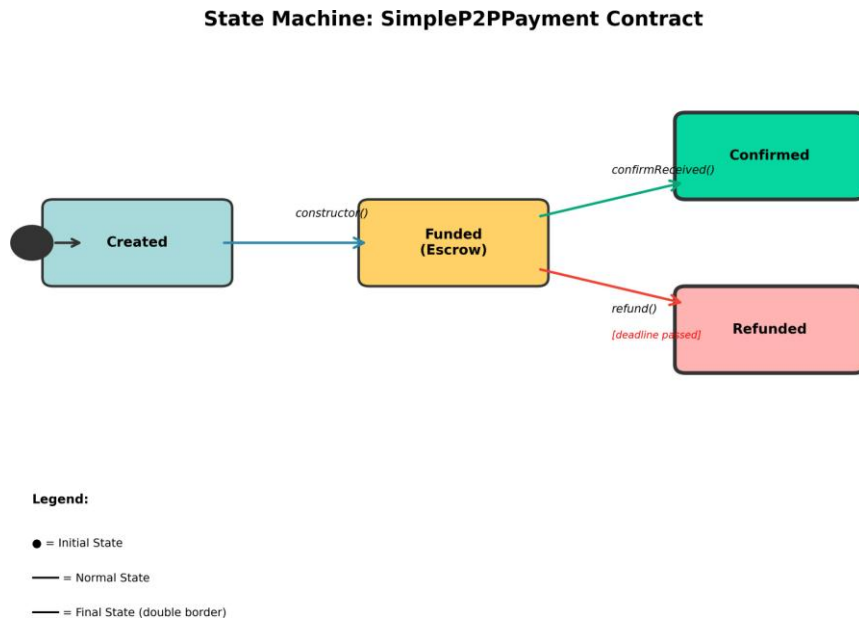 State Machine: SimpleP2PPayment Contract
Created
constructor()
Funded
(Escrow)
confirmReceived()
Confirmed
refund()
[deadline passed]
Refunded
Legend:
● = Initial State
— = Normal State
— = Final State (double border)